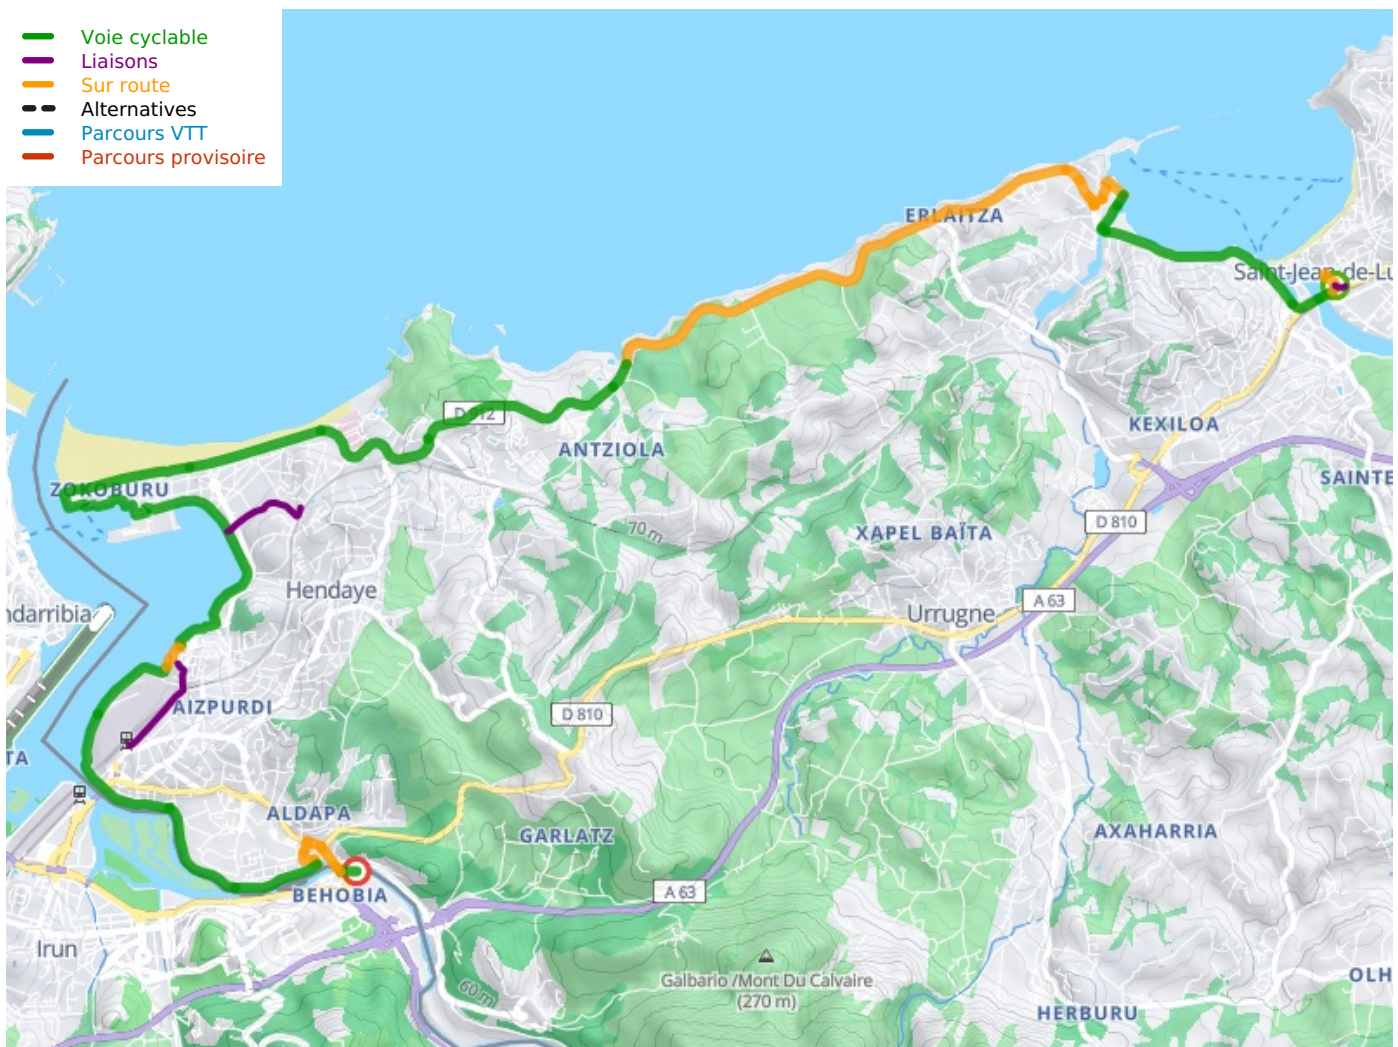 Voie cyclable
Liaisons
Sur route
Alternatives
Parcours VTT
Parcours provisoire
ERLAITZA
Saint-Jean-de-Lu
D 912
KEXILOA
ANTZIOLA
SAINTE
ZOKOBURU
D 810
70 m
XAPEL BAÏTA
Hendaye
A 63
ndarribia
Urrugne
AIZPURDI
D 810
TA
ALDAPA
GARLATZ
AXAHARRIA
BEHOBIA
A 63
Irun
Galbario /Mont Du Calvaire
(270 m)
OLH
60 m
HERBURU